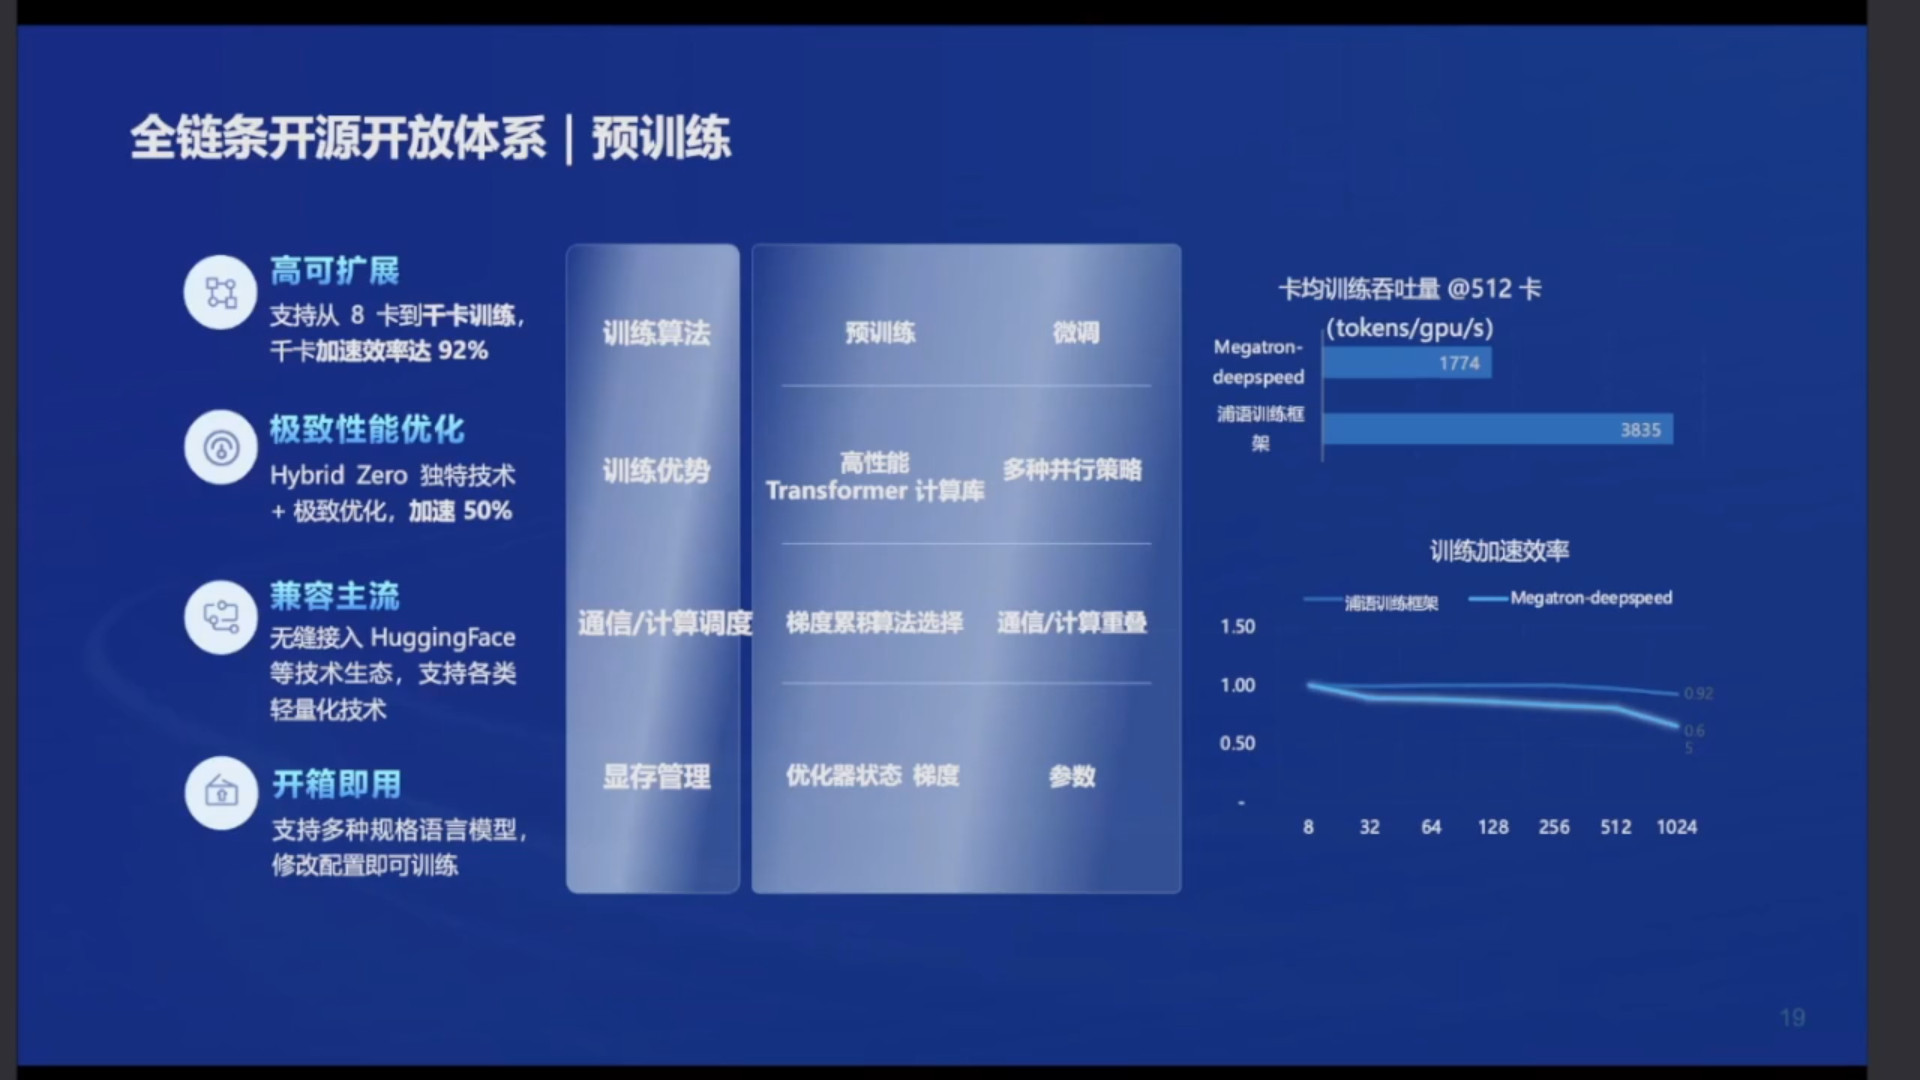 全链条开源开放体系｜预训练
高可扩展
支持从 8 卡到千卡训练，
千卡加速效率达 92%
极致性能优化
Hybrid Zero 独特技术
+ 极致优化，加速 50%
兼容主流
无缝接入 HuggingFace
等技术生态，支持各类
轻量化技术
开箱即用
支持多种规格语言模型，
修改配置即可训练
训练算法
预训练 微调
训练优势
高性能
Transformer 计算库
多种并行策略
通信/计算调度
梯度累积算法选择 通信/计算重叠
显存管理
优化器状态 梯度 参数
卡均训练吞吐量 @512 卡
(tokens/gpu/s)
Megatron-
deepspeed
1774
浦语训练框
架
3835
训练加速效率
浦语训练框架 Megatron-deepspeed
1.50
1.00
0.50
-
0.92
0.6
5
8 32 64 128 256 512 1024
19